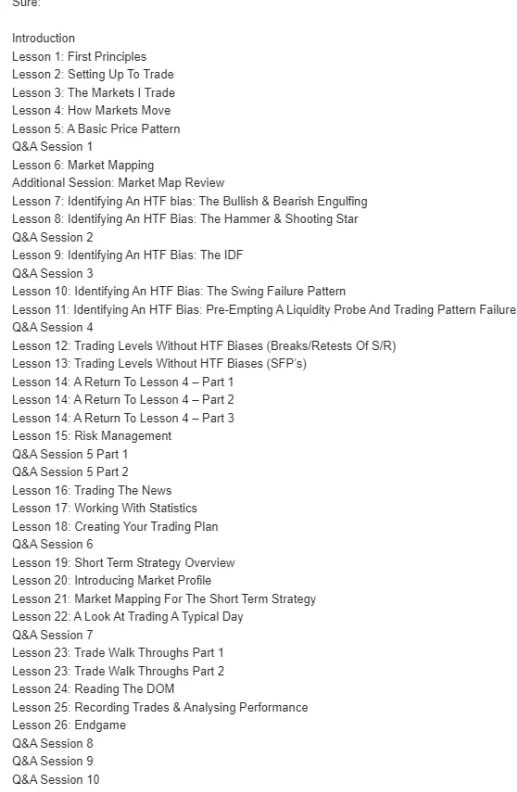 Sure:
Introduction
Lesson 1: First Principles
Lesson 2: Setting Up To Trade
Lesson 3: The Markets I Trade
Lesson 4: How Markets Move
Lesson 5: A Basic Price Pattern
Q&A Session 1
Lesson 6: Market Mapping
Additional Session: Market Map Review
Lesson 7: Identifying An HTF bias: The Bullish & Bearish Engulfing
Lesson 8: Identifying An HTF Bias: The Hammer & Shooting Star
Q&A Session 2
Lesson 9: Identifying An HTF Bias: The IDF
Q&A Session 3
Lesson 10: Identifying An HTF Bias: The Swing Failure Pattern
Lesson 11: Identifying An HTF Bias: Pre-Empting A Liquidity Probe And Trading Pattern Failure
Q&A Session 4
Lesson 12: Trading Levels Without HTF Biases (Breaks/Retests Of S/R)
Lesson 13: Trading Levels Without HTF Biases (SFP's)
Lesson 14: A Return To Lesson 4 – Part 1
Lesson 14: A Return To Lesson 4 – Part 2
Lesson 14: A Return To Lesson 4 – Part 3
Lesson 15: Risk Management
Q&A Session 5 Part 1
Q&A Session 5 Part 2
Lesson 16: Trading The News
Lesson 17: Working With Statistics
Lesson 18: Creating Your Trading Plan
Q&A Session 6
Lesson 19: Short Term Strategy Overview
Lesson 20: Introducing Market Profile
Lesson 21: Market Mapping For The Short Term Strategy
Lesson 22: A Look At Trading A Typical Day
Q&A Session 7
Lesson 23: Trade Walk Throughs Part 1
Lesson 23: Trade Walk Throughs Part 2
Lesson 24: Reading The DOM
Lesson 25: Recording Trades & Analysing Performance
Lesson 26: Endgame
Q&A Session 8
Q&A Session 9
Q&A Session 10